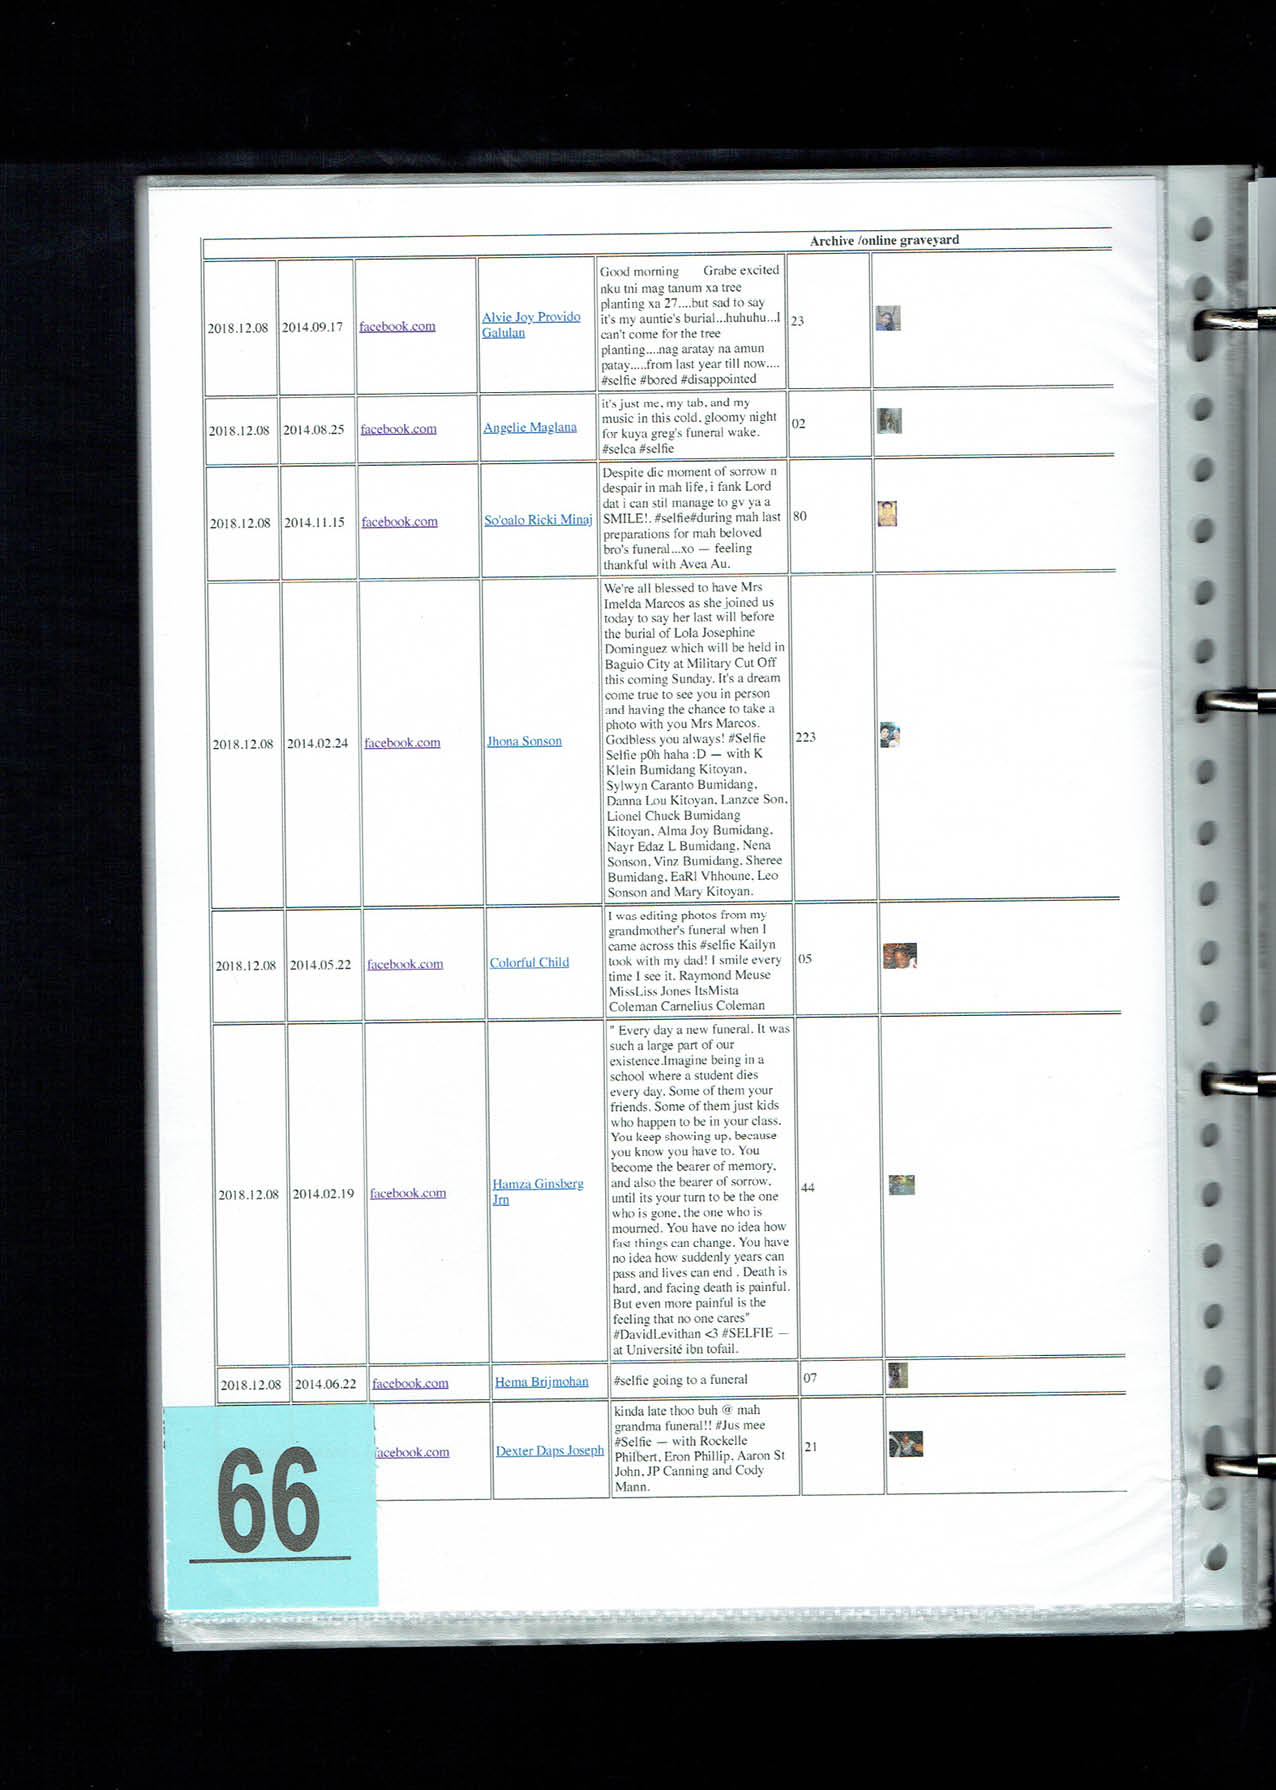 Archive /online graveyard
2018.12.08 2014.09.17 facebook.com Alvie Joy Provido
Galulan
Good morning Grabe excited
nku tni mag tanum xa tree
planting xa 27....but sad to say
it's my auntie's burial...huhuhu...I
can't come for the tree
planting....nag aratay na amun
patay.....from last year till now....
#selfie #bored #disappointed
23
2018.12.08 2014.08.25 facebook.com Angelie Maglana
it's just me, my tab, and my
music in this cold, gloomy night
for kuya greg's funeral wake.
#selca #selfie
02
2018.12.08 2014.11.15 facebook.com So'oalo Ricki Minaj
Despite dic moment of sorrow n
despair in mah life, i fank Lord
dat i can stil manage to gv ya a
SMILE!. #selfie#during mah last
preparations for mah beloved
bro's funeral...xo — feeling
thankful with Avea Au.
80
2018.12.08 2014.02.24 facebook.com Jhona Sonson
We're all blessed to have Mrs
Imelda Marcos as she joined us
today to say her last will before
the burial of Lola Josephine
Dominguez which will be held in
Baguio City at Military Cut Off
this coming Sunday. It's a dream
come true to see you in person
and having the chance to take a
photo with you Mrs Marcos.
Godbless you always! #Selfie
Selfie p0h haha :D — with K
Klein Bumidang Kitoyan,
Sylwyn Caranto Bumidang,
Danna Lou Kitoyan, Lanzce Son,
Lionel Chuck Bumidang
Kitoyan, Alma Joy Bumidang,
Nayr Edaz L Bumidang, Nena
Sonson, Vinz Bumidang, Sheree
Bumidang, EaRl Vhhoune, Leo
Sonson and Mary Kitoyan.
223
2018.12.08 2014.05.22 facebook.com Colorful Child
I was editing photos from my
grandmother's funeral when I
came across this #selfie Kailyn
took with my dad! I smile every
time I see it. Raymond Meuse
MissLiss Jones ItsMista
Coleman Carnelius Coleman
05
2018.12.08 2014.02.19 facebook.com Hamza Ginsberg
Jrn
" Every day a new funeral. It was
such a large part of our
existence.Imagine being in a
school where a student dies
every day. Some of them your
friends. Some of them just kids
who happen to be in your class.
You keep showing up, because
you know you have to. You
become the bearer of memory,
and also the bearer of sorrow,
until its your turn to be the one
who is gone, the one who is
mourned. You have no idea how
fast things can change. You have
no idea how suddenly years can
pass and lives can end . Death is
hard, and facing death is painful.
But even more painful is the
feeling that no one cares"
#DavidLevithan <3 #SELFIE —
at Université ibn tofail.
44
2018.12.08 2014.06.22 facebook.com Hema Brijmohan
#selfie going to a funeral
07
facebook.com Dexter Daps Joseph
kinda late thoo buh @ mah
grandma funeral!! #Jus mee
#Selfie — with Rockelle
Philbert, Eron Phillip, Aaron St
John, JP Canning and Cody
Mann.
21
66